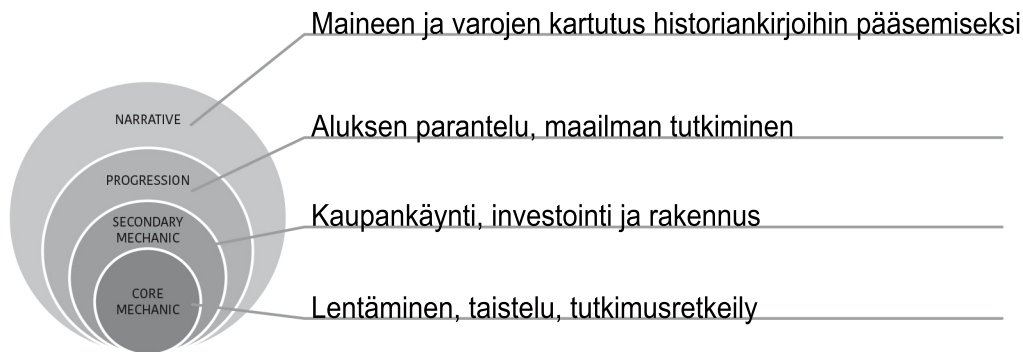 Maineen ja varojen kartutus historiankirjoihin pääsemiseksi
NARRATIVE
Aluksen parantelu, maailman tutkiminen
PROGRESSION
Kaupankäynti, investointi ja rakennus
SECONDARY
MECHANIC
Lentäminen, taistelu, tutkimusretkeily
CORE
MECHANIC